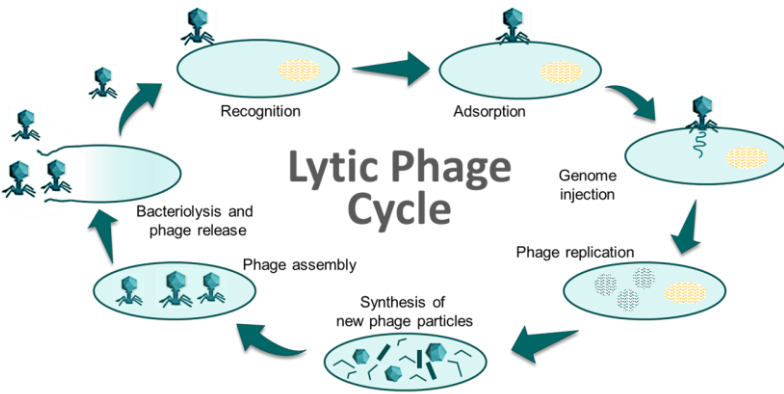 Recognition
Adsorption
Lytic Phage
Cycle
Genome
injection
Bacteriolysis and
phage release
Phage replication
Phage assembly
Synthesis of
new phage particles